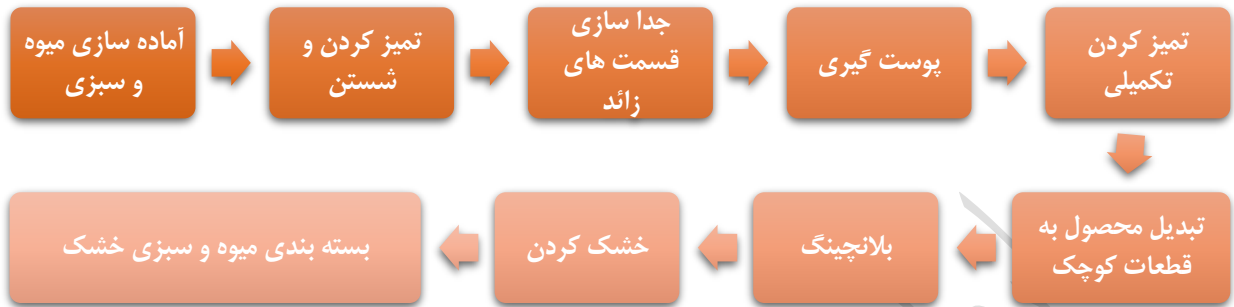 آماده سازی میوه
و سبزی
تمیز کردن و
شستن
جدا سازی
قسمت های
زائد
پوست گیری
تمیز کردن
تکمیلی
تبدیل محصول به
قطعات کوچک
بلانچینگ
خشک کردن
بسته بندی میوه و سبزی خشک